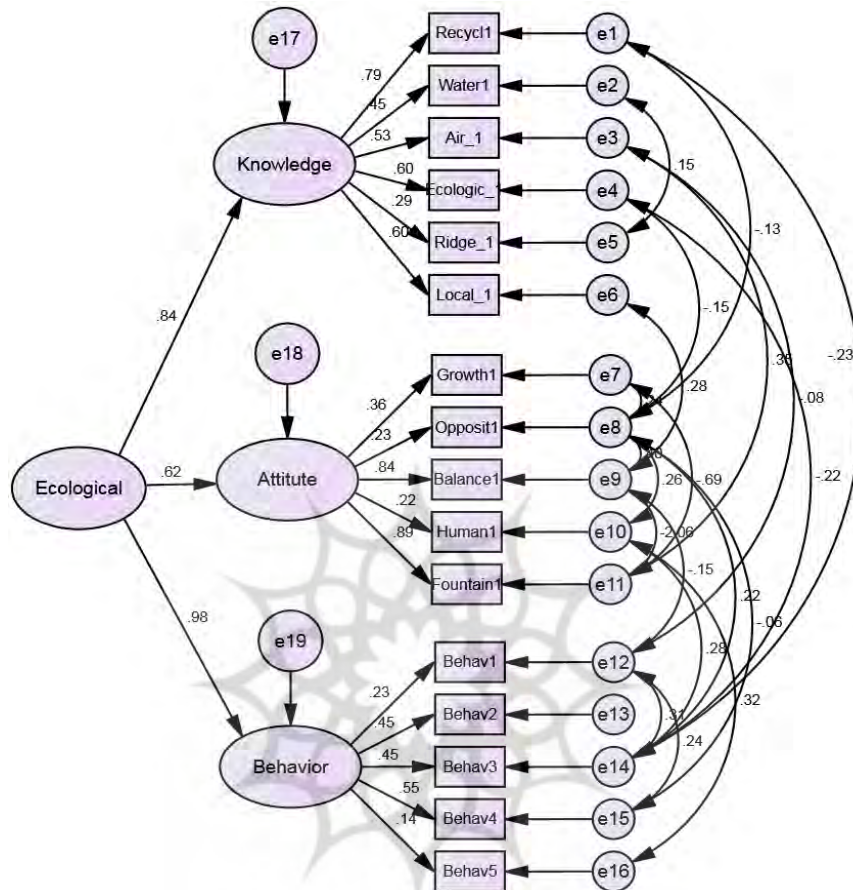 e17
Recycl1
e1
.79
Water1
e2
.45
Air_1
e3
.53
Knowledge
.15
.60
Ecologic_1
e4
.29
Ridge_1
e5
-.13
.60
Local_1
e6
.84
-.15
e18
.35
-.23
Growth1
e7
.28
-.08
.36
Opposit1
e8
.23
Ecological
.62
Attitute
.84
Balance1
e9
.26
-.69
-.22
.22
Human1
e10
.89
-2.06
Fountain1
e11
-.15
.98
.22
-.06
e19
Behav1
e12
.28
.23
Behav2
e13
.31
.32
.45
.24
Behavior
.45
Behav3
e14
.55
Behav4
e15
.14
Behav5
e16